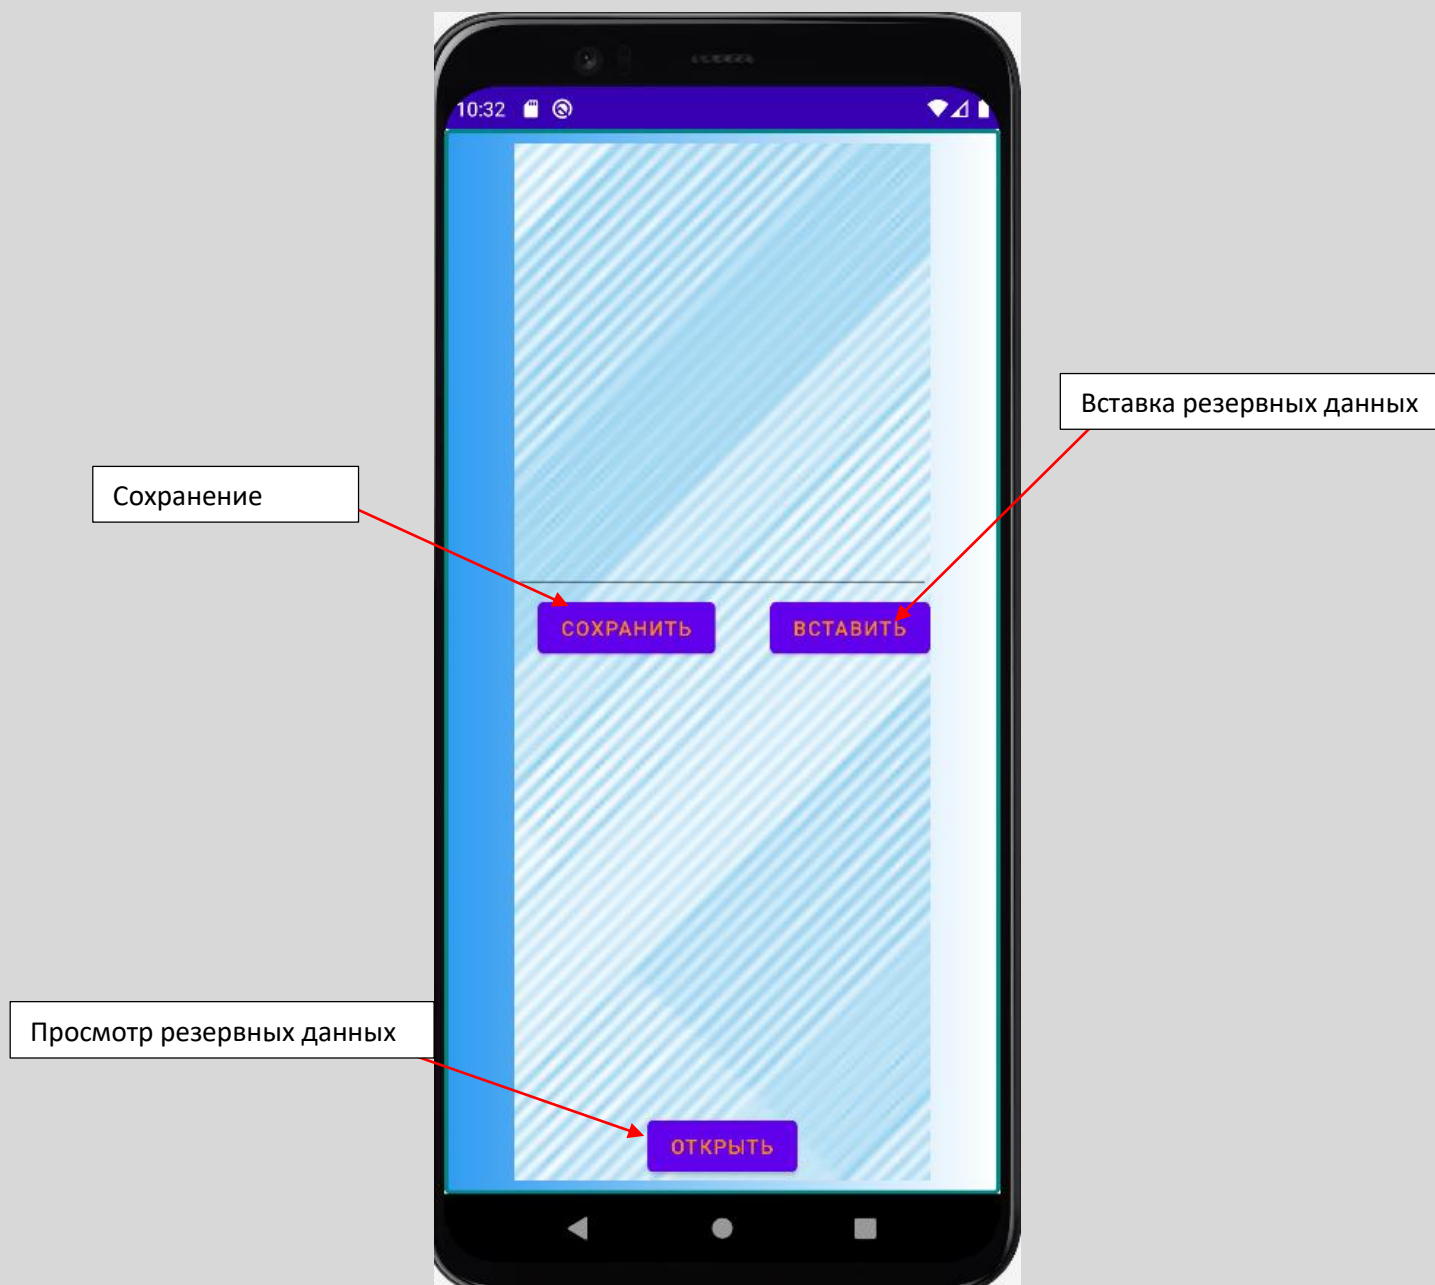 10:32
Вставка резервных данных
Сохранение
СОХРАНИТЬ
ВСТАВИТЬ
Просмотр резервных данных
ОТКРЫТЬ